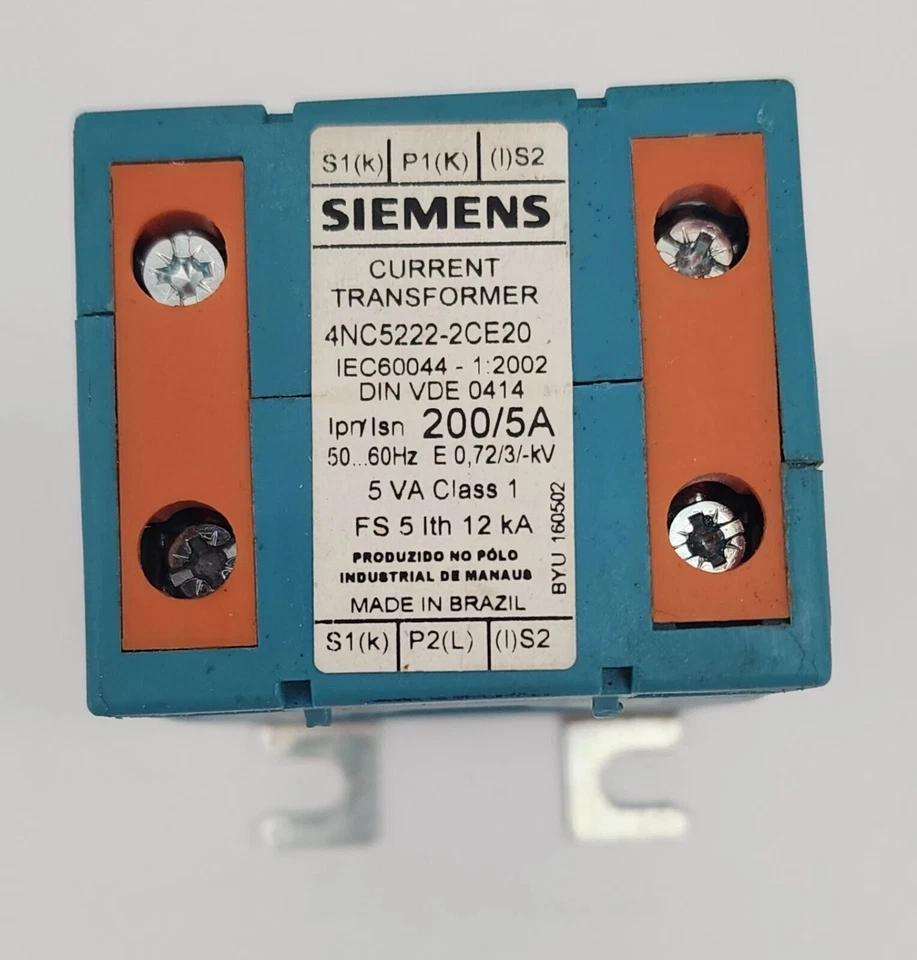 S1(k) P1(K) (l)S2
SIEMENS
CURRENT
TRANSFORMER
4NC5222-2CE20
IEC60044 - 1:2002
DIN VDE 0414
Ipn/Isn 200/5A
50...60Hz E 0,72/3/-kV
5 VA Class 1
FS 5 Ith 12 kA
PRODUZIDO NO PÓLO
INDUSTRIAL DE MANAUS
MADE IN BRAZIL
BYU 160502
S1(k) P2(L) (l)S2